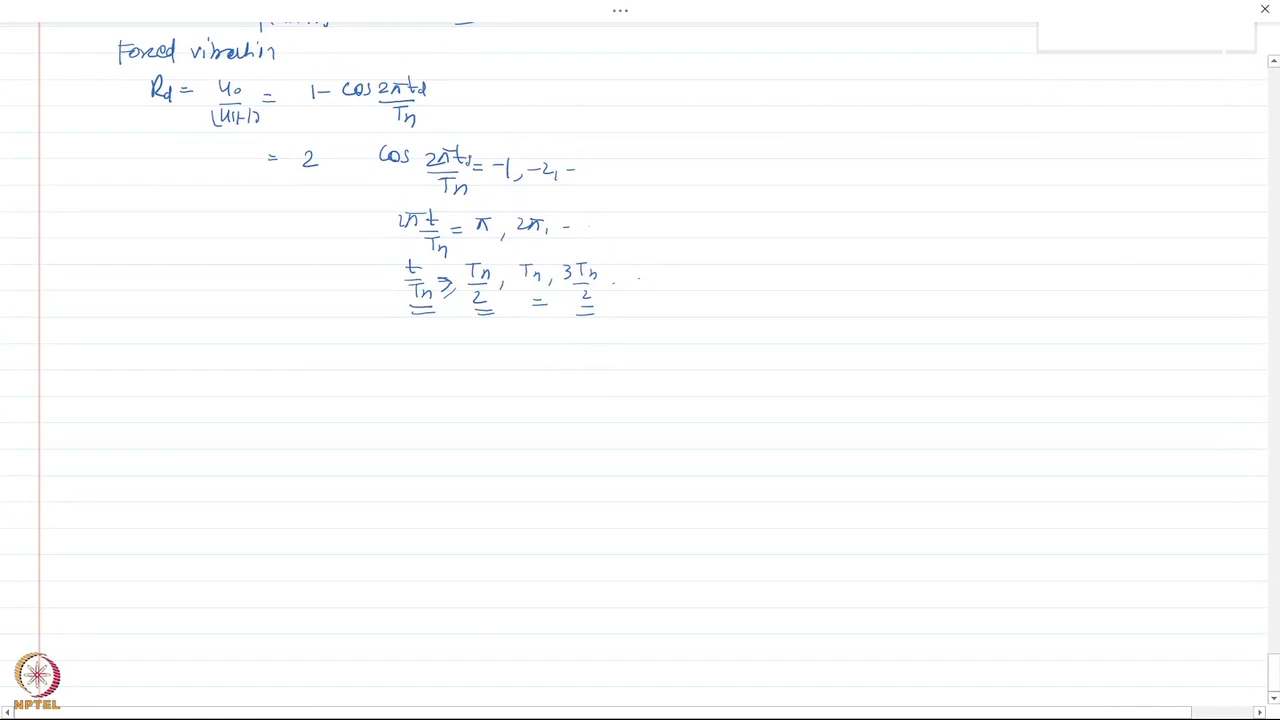 Forced vibration
Rd = u0 / (ust)0 = 1 - cos 2πtd / Tn
= 2 cos 2πtd / Tn = -1, -2, -
2πt / Tn = π, 2π, - .
t / Tn ⇒ Tn / 2, Tn, 3Tn / 2 . .
NPTEL